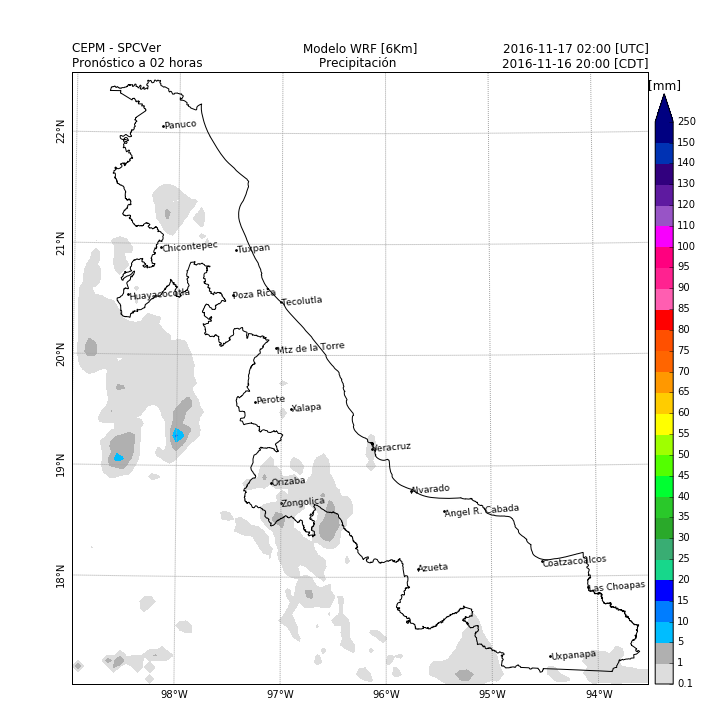 CEPM - SPCVer Modelo WRF [6Km] 2016-11-17 02:00 [UTC]
Pronóstico a 02 horas Precipitación 2016-11-16 20:00 [CDT]
[mm]
250
22°N Panuco
150
140
130
120
110
21°N Chicontepec Tuxpan
100
95
Huayacocotla Poza Rica Tecolutla
90
85
80
20°N Mtz de la Torre
75
70
65
Perote Xalapa
60
55
Veracruz
50
19°N
45
Orizaba Alvarado
40
Zongolica Angel R. Cabada
35
30
25
Azueta Coatzacoalcos
18°N
20
Las Choapas
15
10
5
Uxpanapa
1
0.1
98°W 97°W 96°W 95°W 94°W